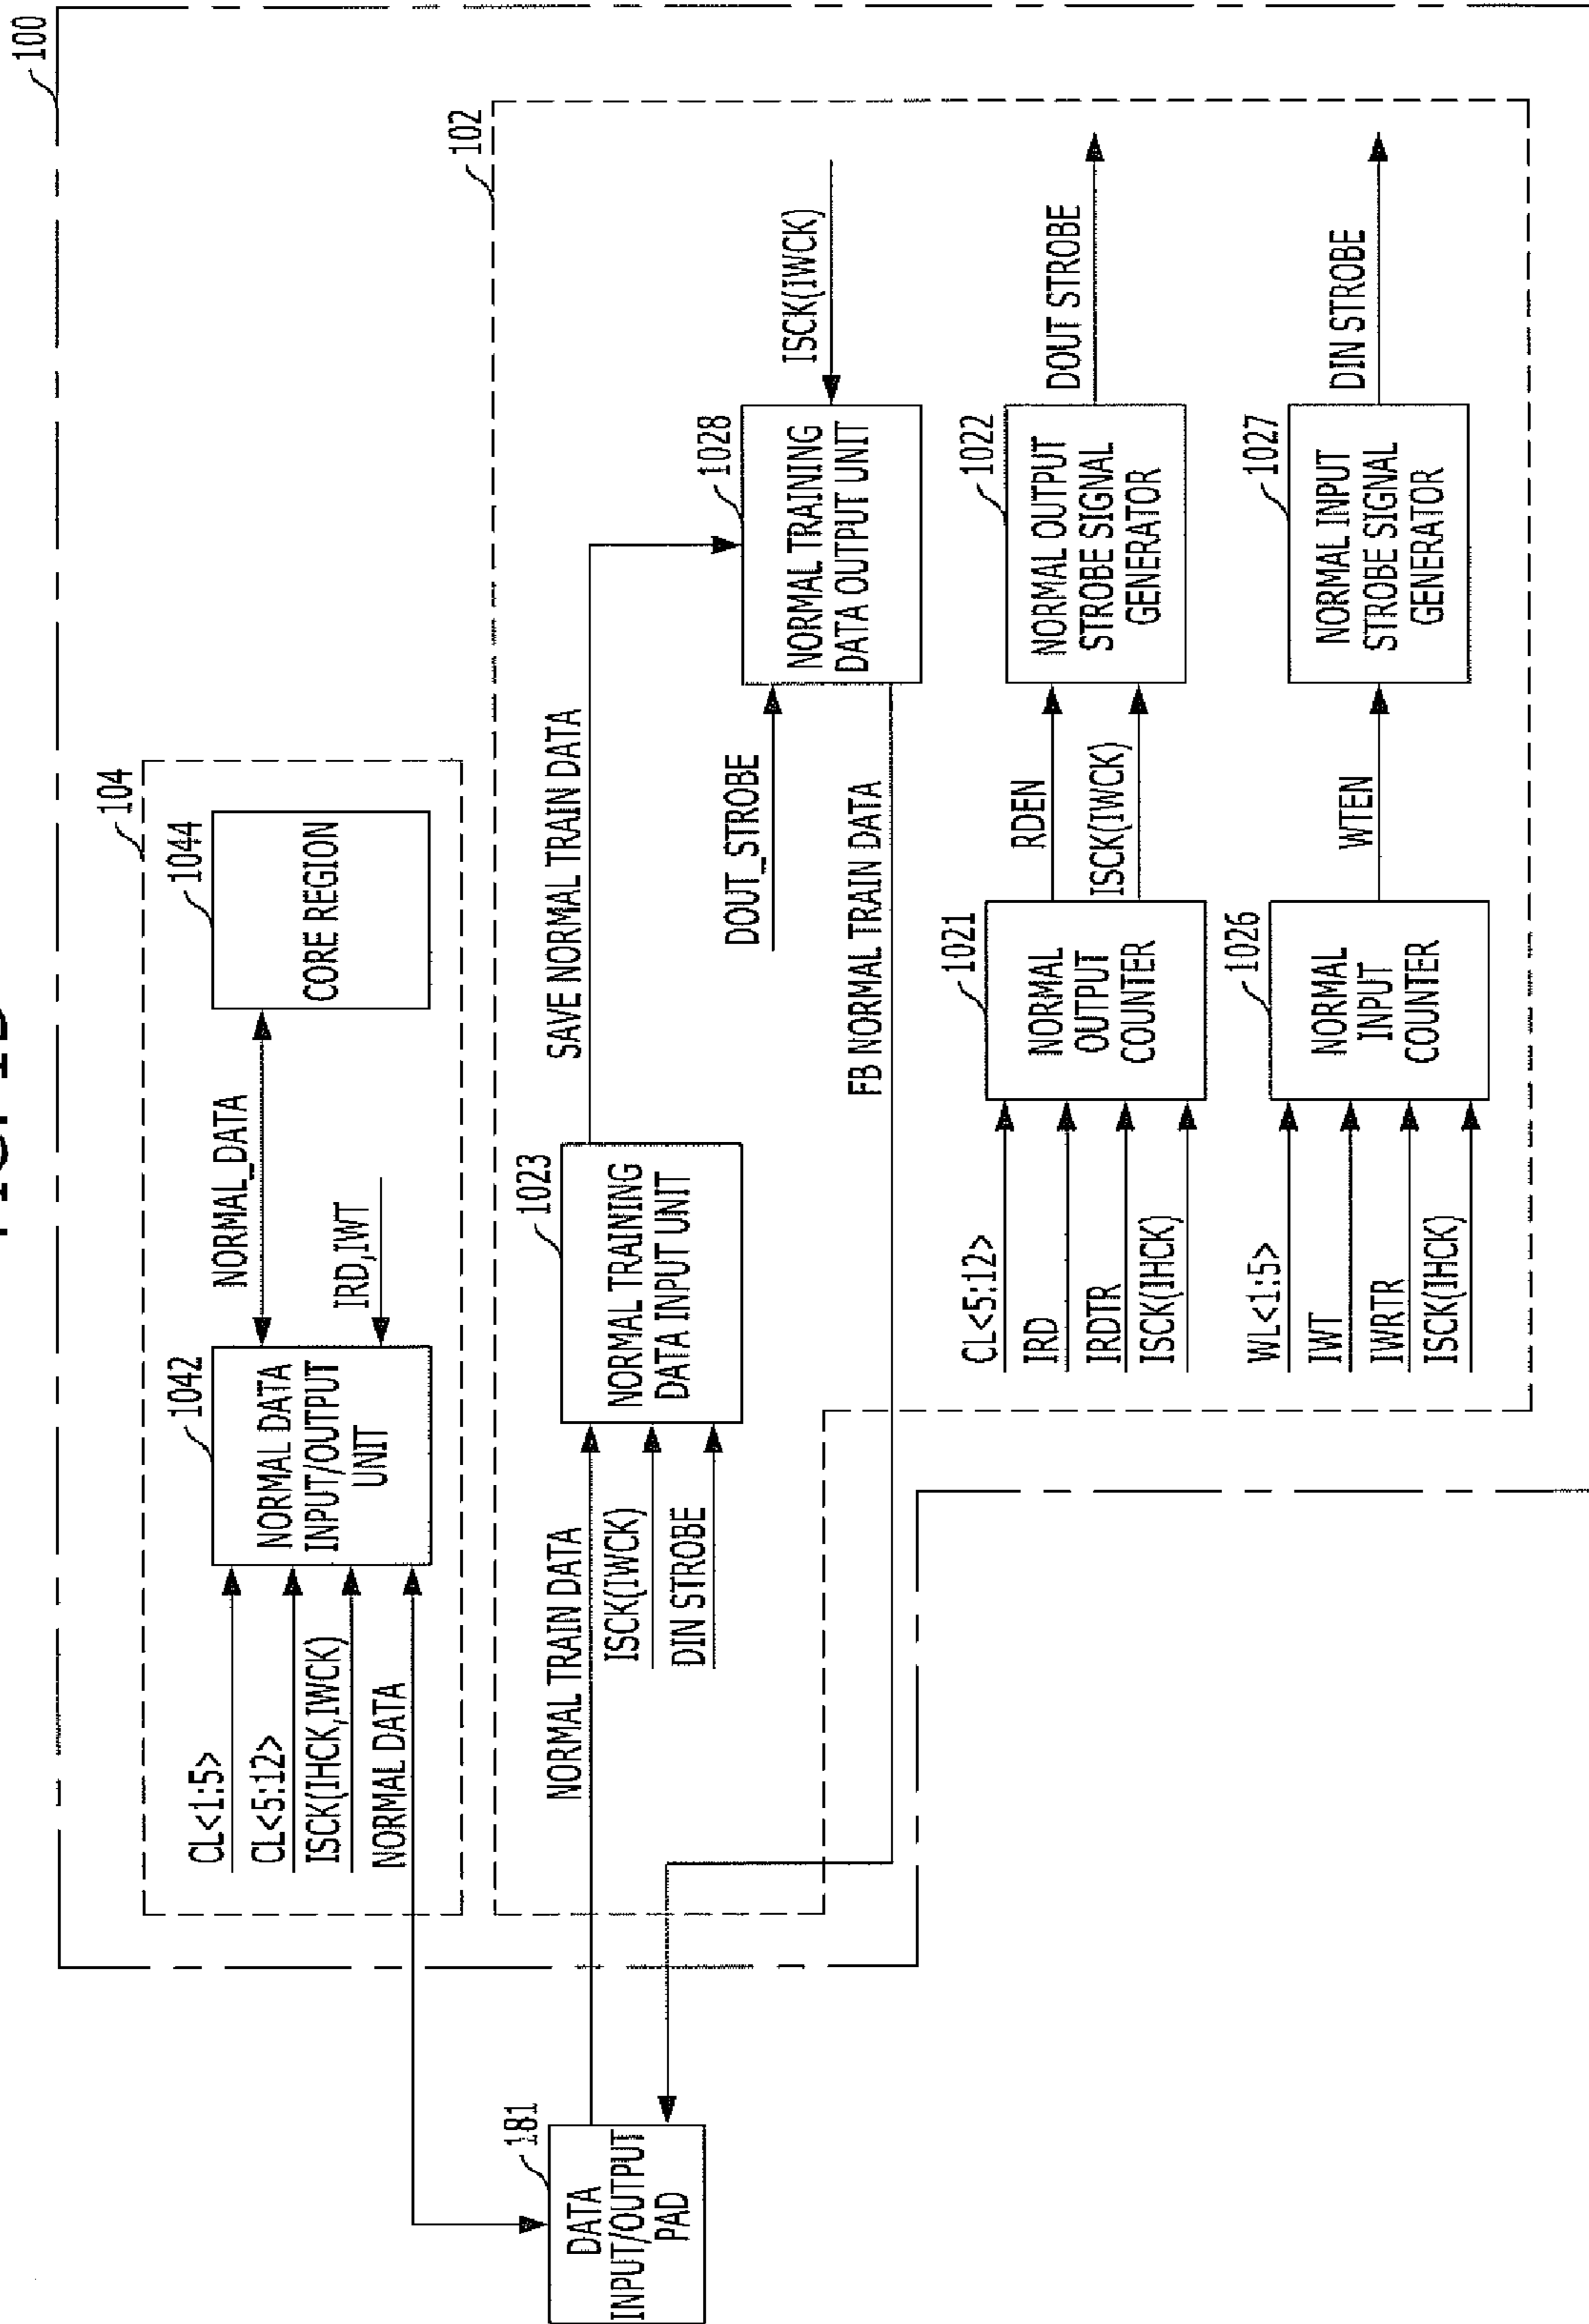 100
104
1042
NORMAL DATA
INPUT/OUTPUT
UNIT
1044
CORE REGION
NORMAL_DATA
IRD,IWT
CL<1:5>
CL<5:12>
ISCK(IHCK,IWCK)
NORMAL DATA
102
181
DATA
INPUT/OUTPUT
PAD
NORMAL TRAIN DATA
ISCK(IWCK)
DIN STROBE
1023
NORMAL TRAINING
DATA INPUT UNIT
SAVE NORMAL TRAIN DATA
DOUT_STROBE
1028
NORMAL TRAINING
DATA OUTPUT UNIT
ISCK(IWCK)
FB NORMAL TRAIN DATA
CL<5:12>
IRD
IRDTR
ISCK(IHCK)
1021
NORMAL
OUTPUT
COUNTER
RDEN
ISCK(IWCK)
1022
NORMAL OUTPUT
STROBE SIGNAL
GENERATOR
DOUT STROBE
WL<1:5>
IWT
IWRTR
ISCK(IHCK)
1026
NORMAL
INPUT
COUNTER
WTEN
1027
NORMAL INPUT
STROBE SIGNAL
GENERATOR
DIN STROBE